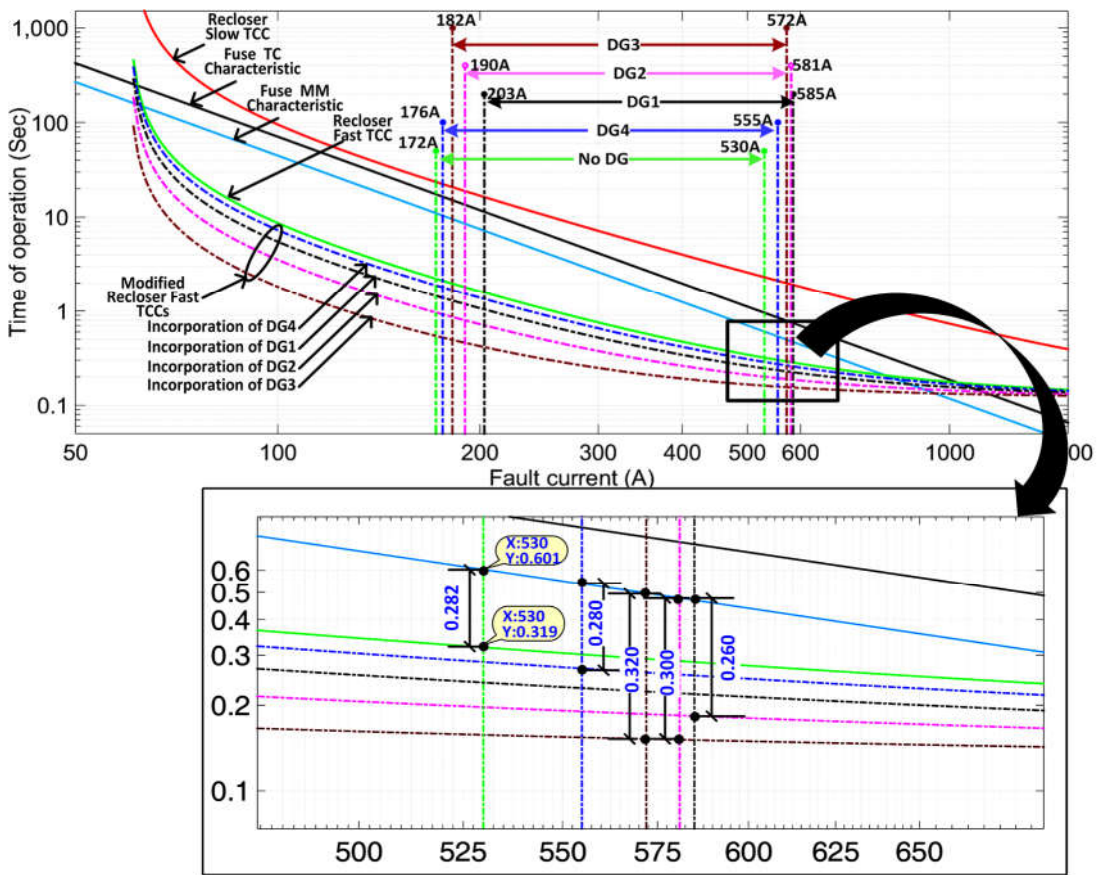 Recloser
Slow TCC
Fuse TC
Characteristic
Fuse MM
Characteristic
Recloser
Fast TCC
182A
572A
DG3
190A
581A
DG2
203A
585A
DG1
176A
555A
DG4
172A
530A
No DG
Modified
Recloser Fast
TCCs
Incorporation of DG4
Incorporation of DG1
Incorporation of DG2
Incorporation of DG3
Time of operation (Sec)
1,000
100
10
1
0.1
50
100
200
300
400
500
600
1000
Fault current (A)
X:530
Y:0.601
X:530
Y:0.319
0.282
0.280
0.320
0.300
0.260
0.6
0.5
0.4
0.3
0.2
0.1
500
525
550
575
600
625
650